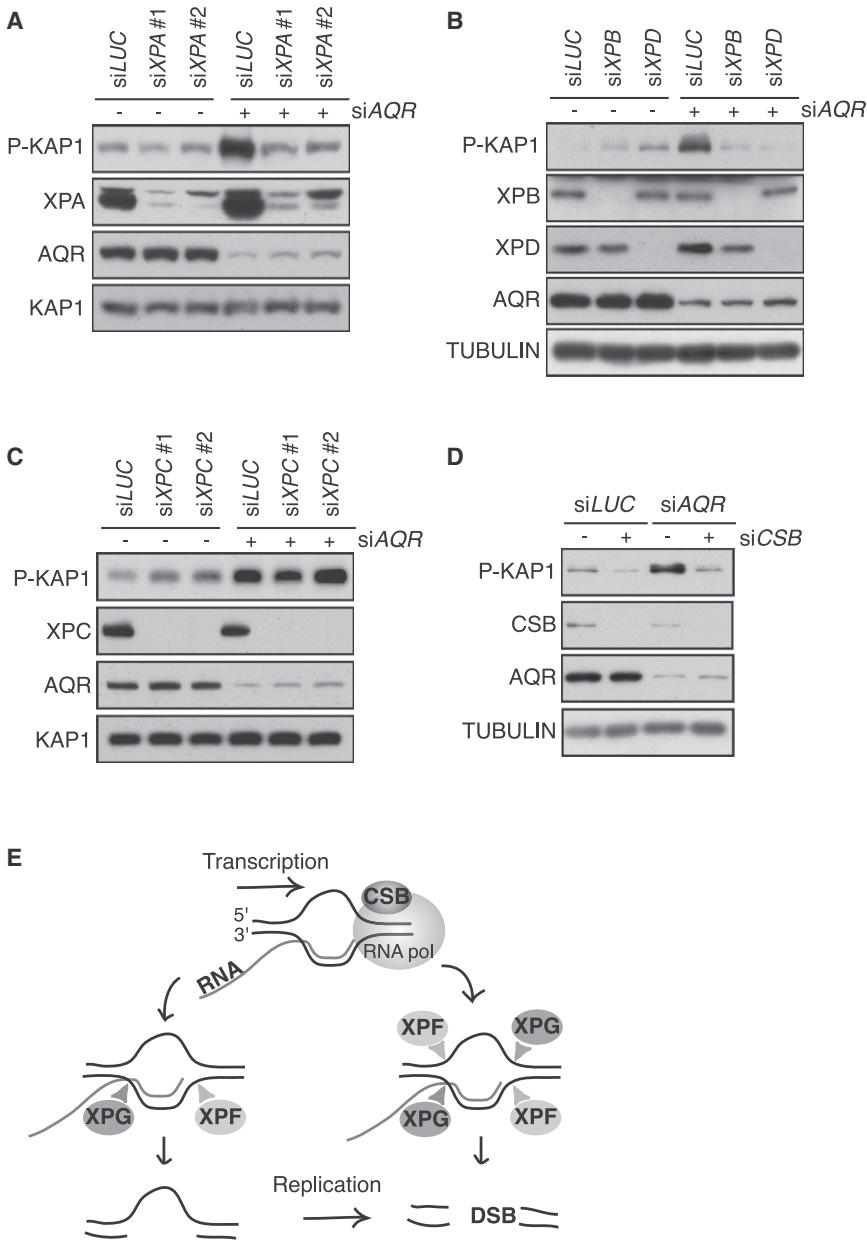 A
siLUC siXPA #1 siXPA #2 siLUC siXPA #1 siXPA #2
- - - + + + siAQR
P-KAP1
XPA
AQR
KAP1
B
siLUC siXPB siXPD siLUC siXPB siXPD
- - - + + + siAQR
P-KAP1
XPB
XPD
AQR
TUBULIN
C
siLUC siXPC #1 siXPC #2 siLUC siXPC #1 siXPC #2
- - - + + + siAQR
P-KAP1
XPC
AQR
KAP1
D
siLUC siAQR
- + - + siCSB
P-KAP1
CSB
AQR
TUBULIN
E
Transcription
CSB
5'
3'
RNA pol
RNA
XPF XPG
XPG XPF
XPG XPF
Replication
DSB